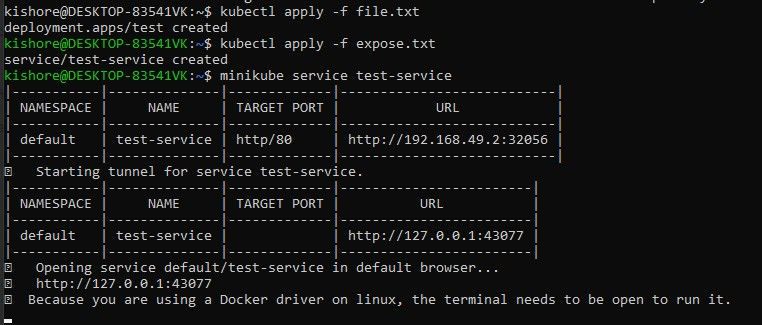 kishore@DESKTOP-83541VK:~$ kubectl apply -f file.txt
deployment.apps/test created
kishore@DESKTOP-83541VK:~$ kubectl apply -f expose.txt
service/test-service created
kishore@DESKTOP-83541VK:~$ minikube service test-service
|-----------|--------------|-------------|---------------------------|
| NAMESPACE | NAME | TARGET PORT | URL |
|-----------|--------------|-------------|---------------------------|
| default | test-service | http/80 | http://192.168.49.2:32056 |
|-----------|--------------|-------------|---------------------------|
Starting tunnel for service test-service.
|-----------|--------------|-------------|------------------------|
| NAMESPACE | NAME | TARGET PORT | URL |
|-----------|--------------|-------------|------------------------|
| default | test-service | | http://127.0.0.1:43077 |
|-----------|--------------|-------------|------------------------|
Opening service default/test-service in default browser...
http://127.0.0.1:43077
Because you are using a Docker driver on linux, the terminal needs to be open to run it.